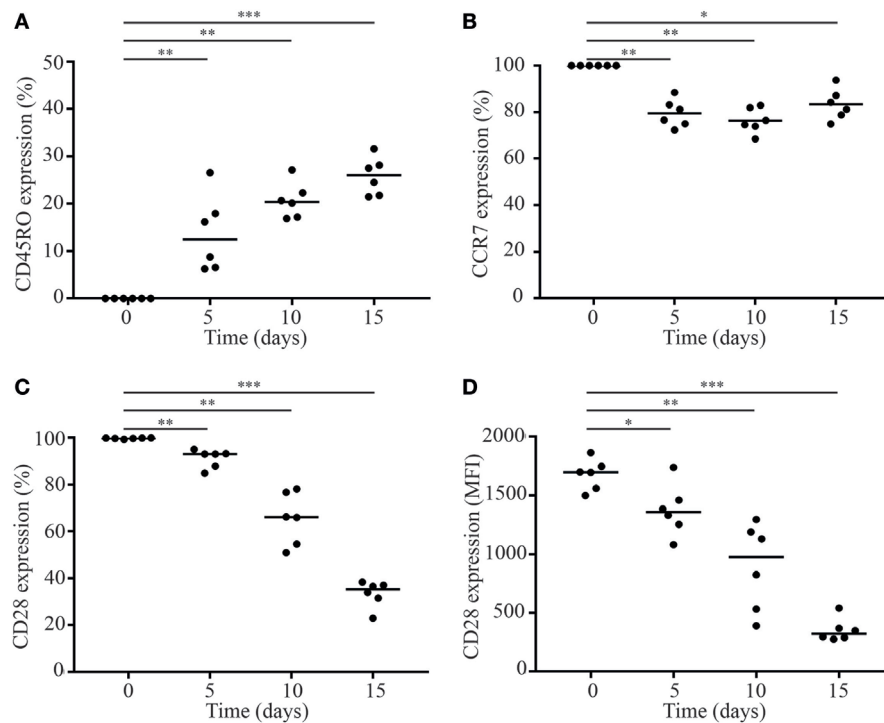 A
***
**
**
50
40
30
20
10
0
CD45RO expression (%)
0 5 10 15
Time (days)
B
*
**
**
100
80
60
40
20
0
CCR7 expression (%)
0 5 10 15
Time (days)
C
***
**
**
100
80
60
40
20
0
CD28 expression (%)
0 5 10 15
Time (days)
D
***
**
*
2000
1500
1000
500
0
CD28 expression (MFI)
0 5 10 15
Time (days)